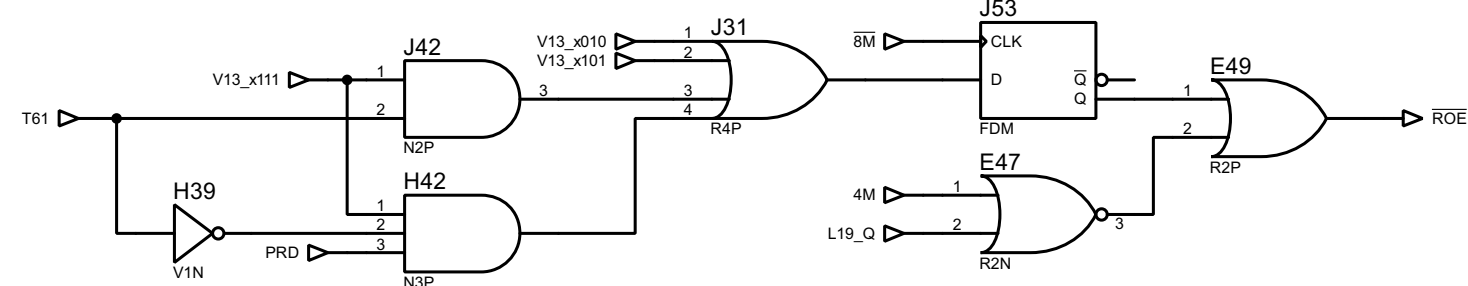 J53
J31
V13_x010
1
8M
CLK
J42
V13_x101
2
E49
V13_x111
1
D
Q
3
3
Q
1
T61
2
4
ROE
R4P
FDM
N2P
2
E47
H39
H42
R2P
4M
1
1
2
L19_Q
2
3
PRD
3
V1N
R2N
N3P